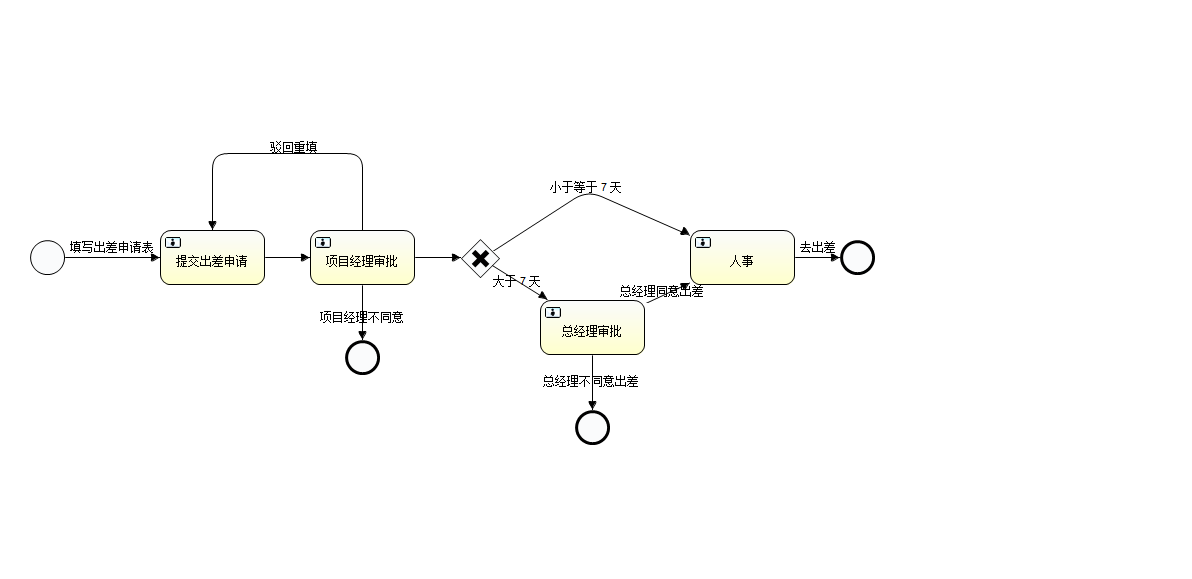 驳回重填
小于等于 7 天
填写出差申请表
提交出差申请
项目经理审批
人事
去出差
大于 7 天
总经理同意出差
项目经理不同意
总经理审批
总经理不同意出差